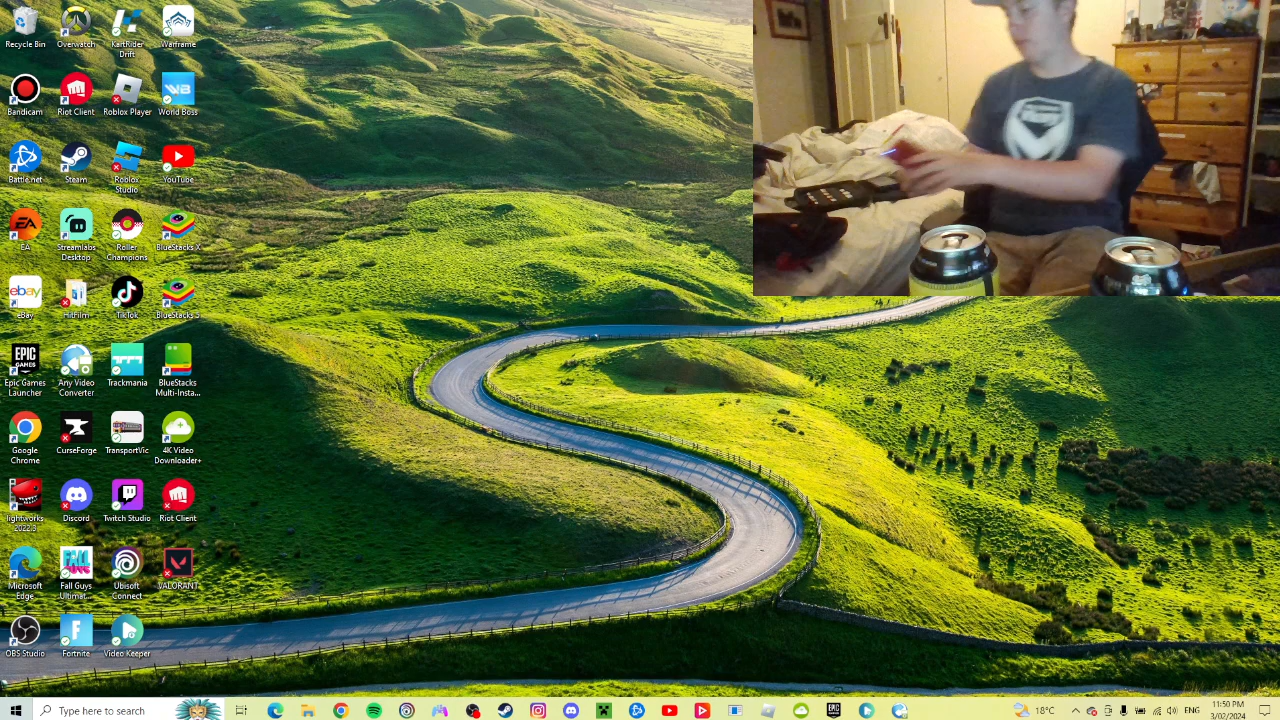 Recycle Bin
Overwatch
KartRider
Drift
Warframe
Bandicam
Riot Client
Roblox Player
World Boss
Battle.net
Steam
Roblox
Studio
YouTube
EA
Streamlabs
Desktop
Roller
Champions
BlueStacks X
eBay
HitFilm
TikTok
BlueStacks 5
Epic Games
Launcher
Any Video
Converter
Trackmania
BlueStacks
Multi-Insta...
Google
Chrome
CurseForge
TransportVic
4K Video
Downloader+
lightworks
2022.3
Discord
Twitch Studio
Riot Client
Microsoft
Edge
Fall Guys
Ultimat...
Ubisoft
Connect
VALORANT
OBS Studio
Fortnite
Video Keeper
Type here to search
18°C
ENG
11:50 PM
3/02/2024